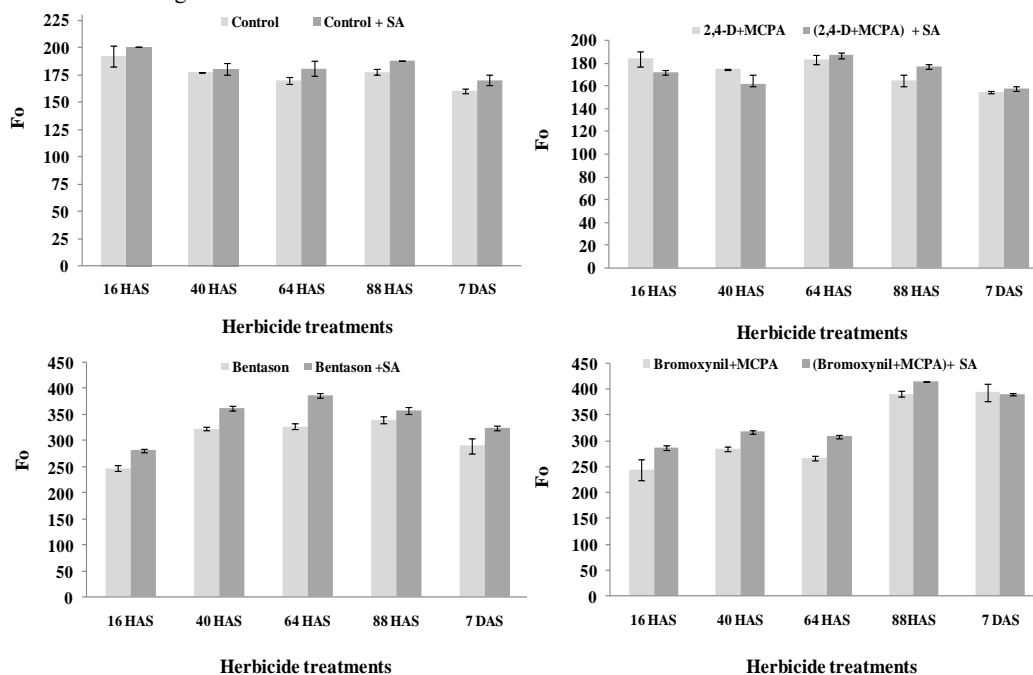 Control Control + SA
225
200
175
150
125
100
75
50
25
0
Fo
16 HAS 40 HAS 64 HAS 88 HAS 7 DAS
Herbicide treatments
2,4-D+MCPA (2,4-D+MCPA) + SA
200
180
160
140
120
100
80
60
40
20
0
Fo
16 HAS 40 HAS 64 HAS 88 HAS 7 DAS
Herbicide treatments
Bentason Bentason +SA
450
400
350
300
250
200
150
100
50
0
Fo
16 HAS 40 HAS 64 HAS 88 HAS 7 DAS
Herbicide treatments
Bromoxynil+MCPA (Bromoxynil+MCPA)+ SA
450
400
350
300
250
200
150
100
50
0
Fo
16 HAS 40 HAS 64 HAS 88HAS 7 DAS
Herbicide treatments